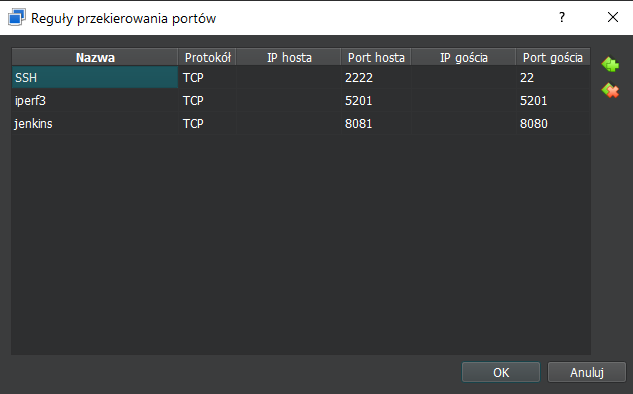 Reguły przekierowania portów ?
Nazwa Protokół IP hosta Port hosta IP gościa Port gościa
SSH TCP 2222 22
iperf3 TCP 5201 5201
jenkins TCP 8081 8080
OK Anuluj